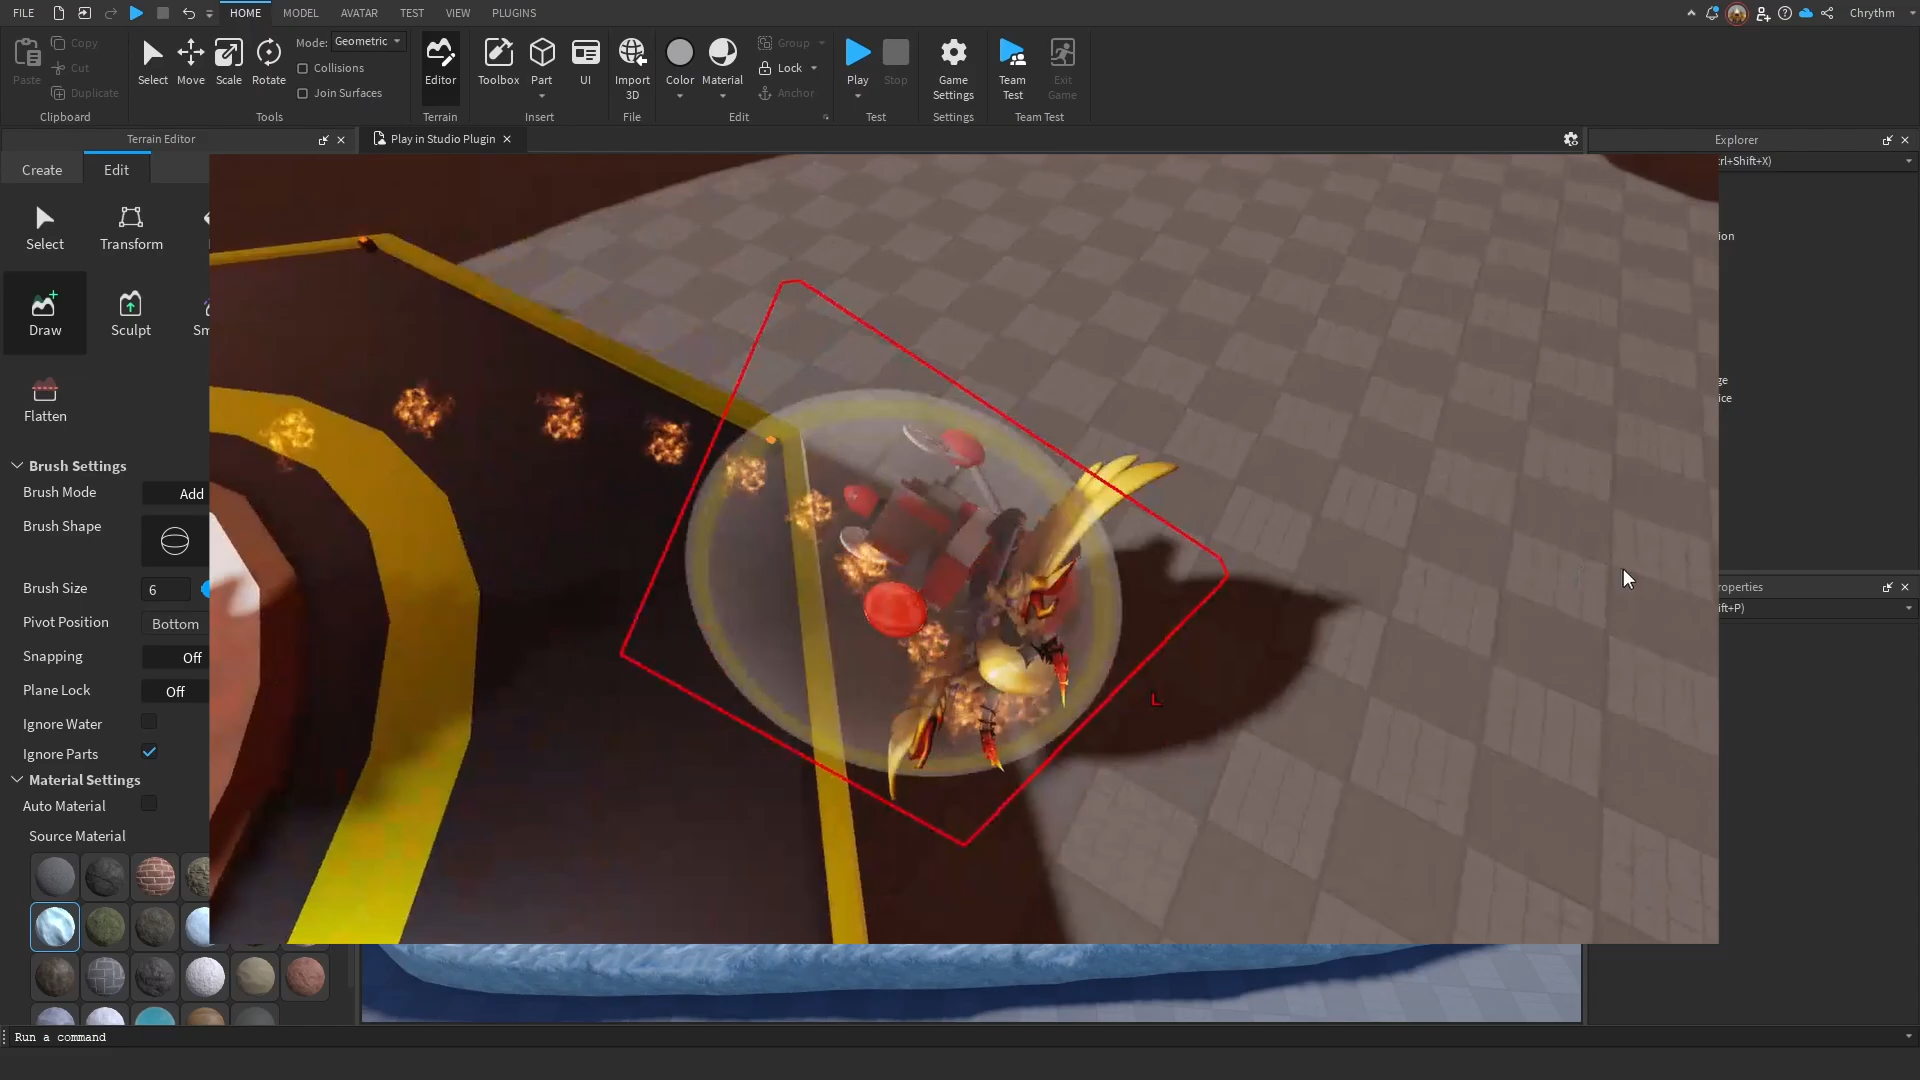 FILE
HOME
MODEL
AVATAR
TEST
VIEW
PLUGINS
Chrythm
Paste
Copy
Cut
Duplicate
Clipboard
Select
Move
Scale
Rotate
Mode:
Geometric
Collisions
Join Surfaces
Tools
Editor
Terrain
Toolbox
Part
UI
Insert
Import
3D
File
Color
Material
Group
Lock
Anchor
Edit
Play
Stop
Test
Game
Settings
Settings
Team
Test
Exit
Game
Team Test
Terrain Editor
Play in Studio Plugin
Explorer
trl+Shift+X)
Create
Edit
Select
Transform
Draw
Sculpt
Sm
Flatten
Brush Settings
Brush Mode
Add
Brush Shape
Brush Size
6
Pivot Position
Bottom
Snapping
Off
Plane Lock
Off
Ignore Water
Ignore Parts
Material Settings
Auto Material
Source Material
L
ion
ge
ice
roperties
ift+P)
Run a command